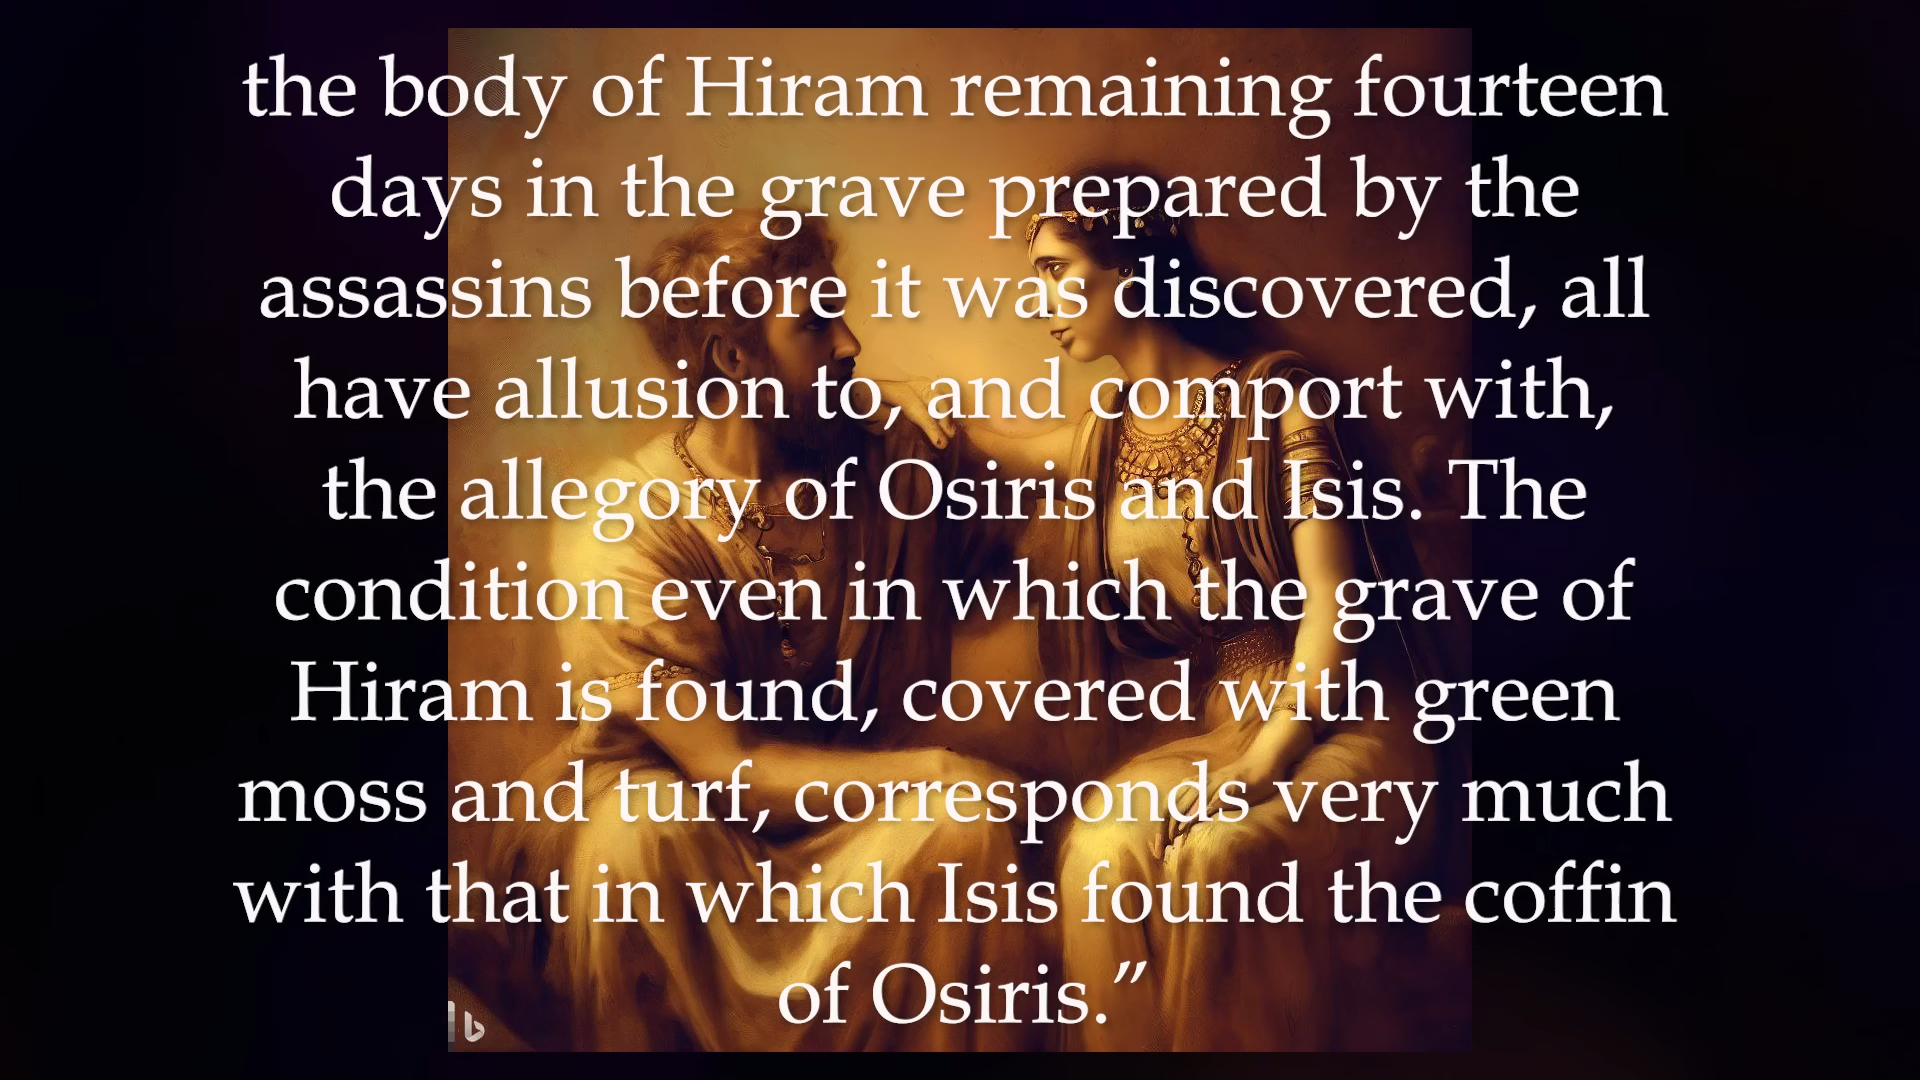 the body of Hiram remaining fourteen
days in the grave prepared by the
assassins before it was discovered, all
have allusion to, and comport with,
the allegory of Osiris and Isis. The
condition even in which the grave of
Hiram is found, covered with green
moss and turf, corresponds very much
with that in which Isis found the coffin
of Osiris.”